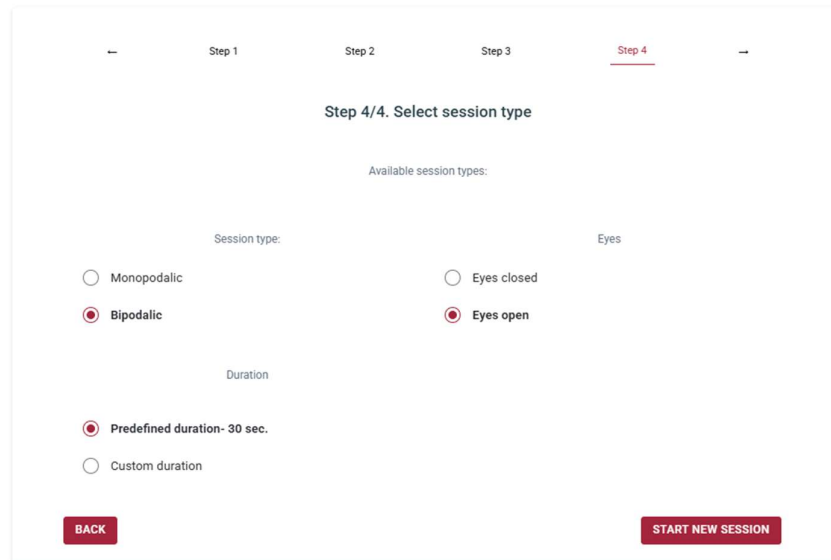 ← Step 1 Step 2 Step 3 Step 4 →
Step 4/4. Select session type
Available session types:
Session type:
Monopodalic
Bipodalic
Eyes
Eyes closed
Eyes open
Duration
Predefined duration- 30 sec.
Custom duration
BACK
START NEW SESSION